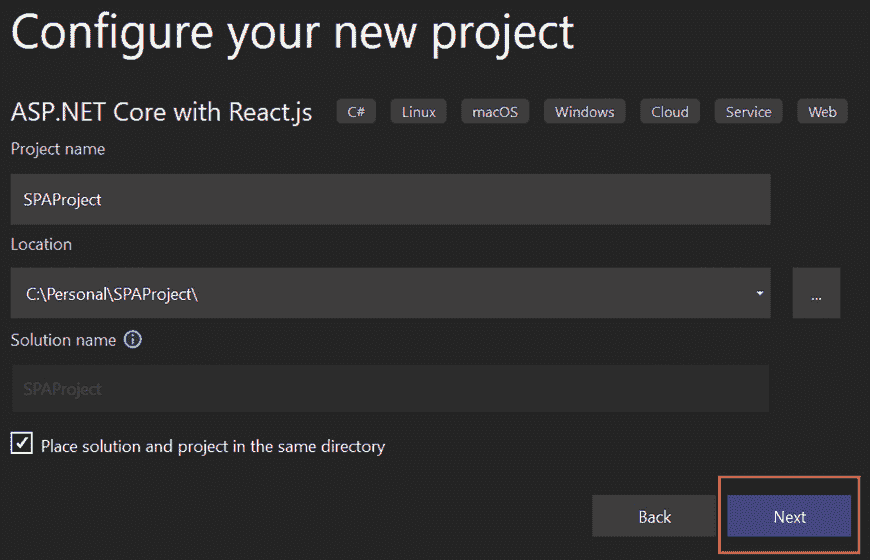 Configure your new project
ASP.NET Core with React.js C# Linux macOS Windows Cloud Service Web
Project name
SPAProject
Location
C:\Personal\SPAProject\
...
Solution name
SPAProject
Place solution and project in the same directory
Back Next